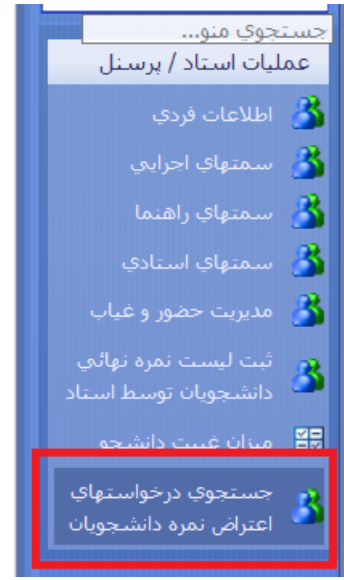 جستجوي منو...
عمليات استاد / پرسنل
اطلاعات فردي
سمتهاي اجرايي
سمتهاي راهنما
سمتهاي استادي
مديريت حضور و غياب
ثبت ليست نمره نهائي
دانشجويان توسط استاد
ميزان غيبت دانشجو
جستجوي درخواستهاي
اعتراض نمره دانشجويان